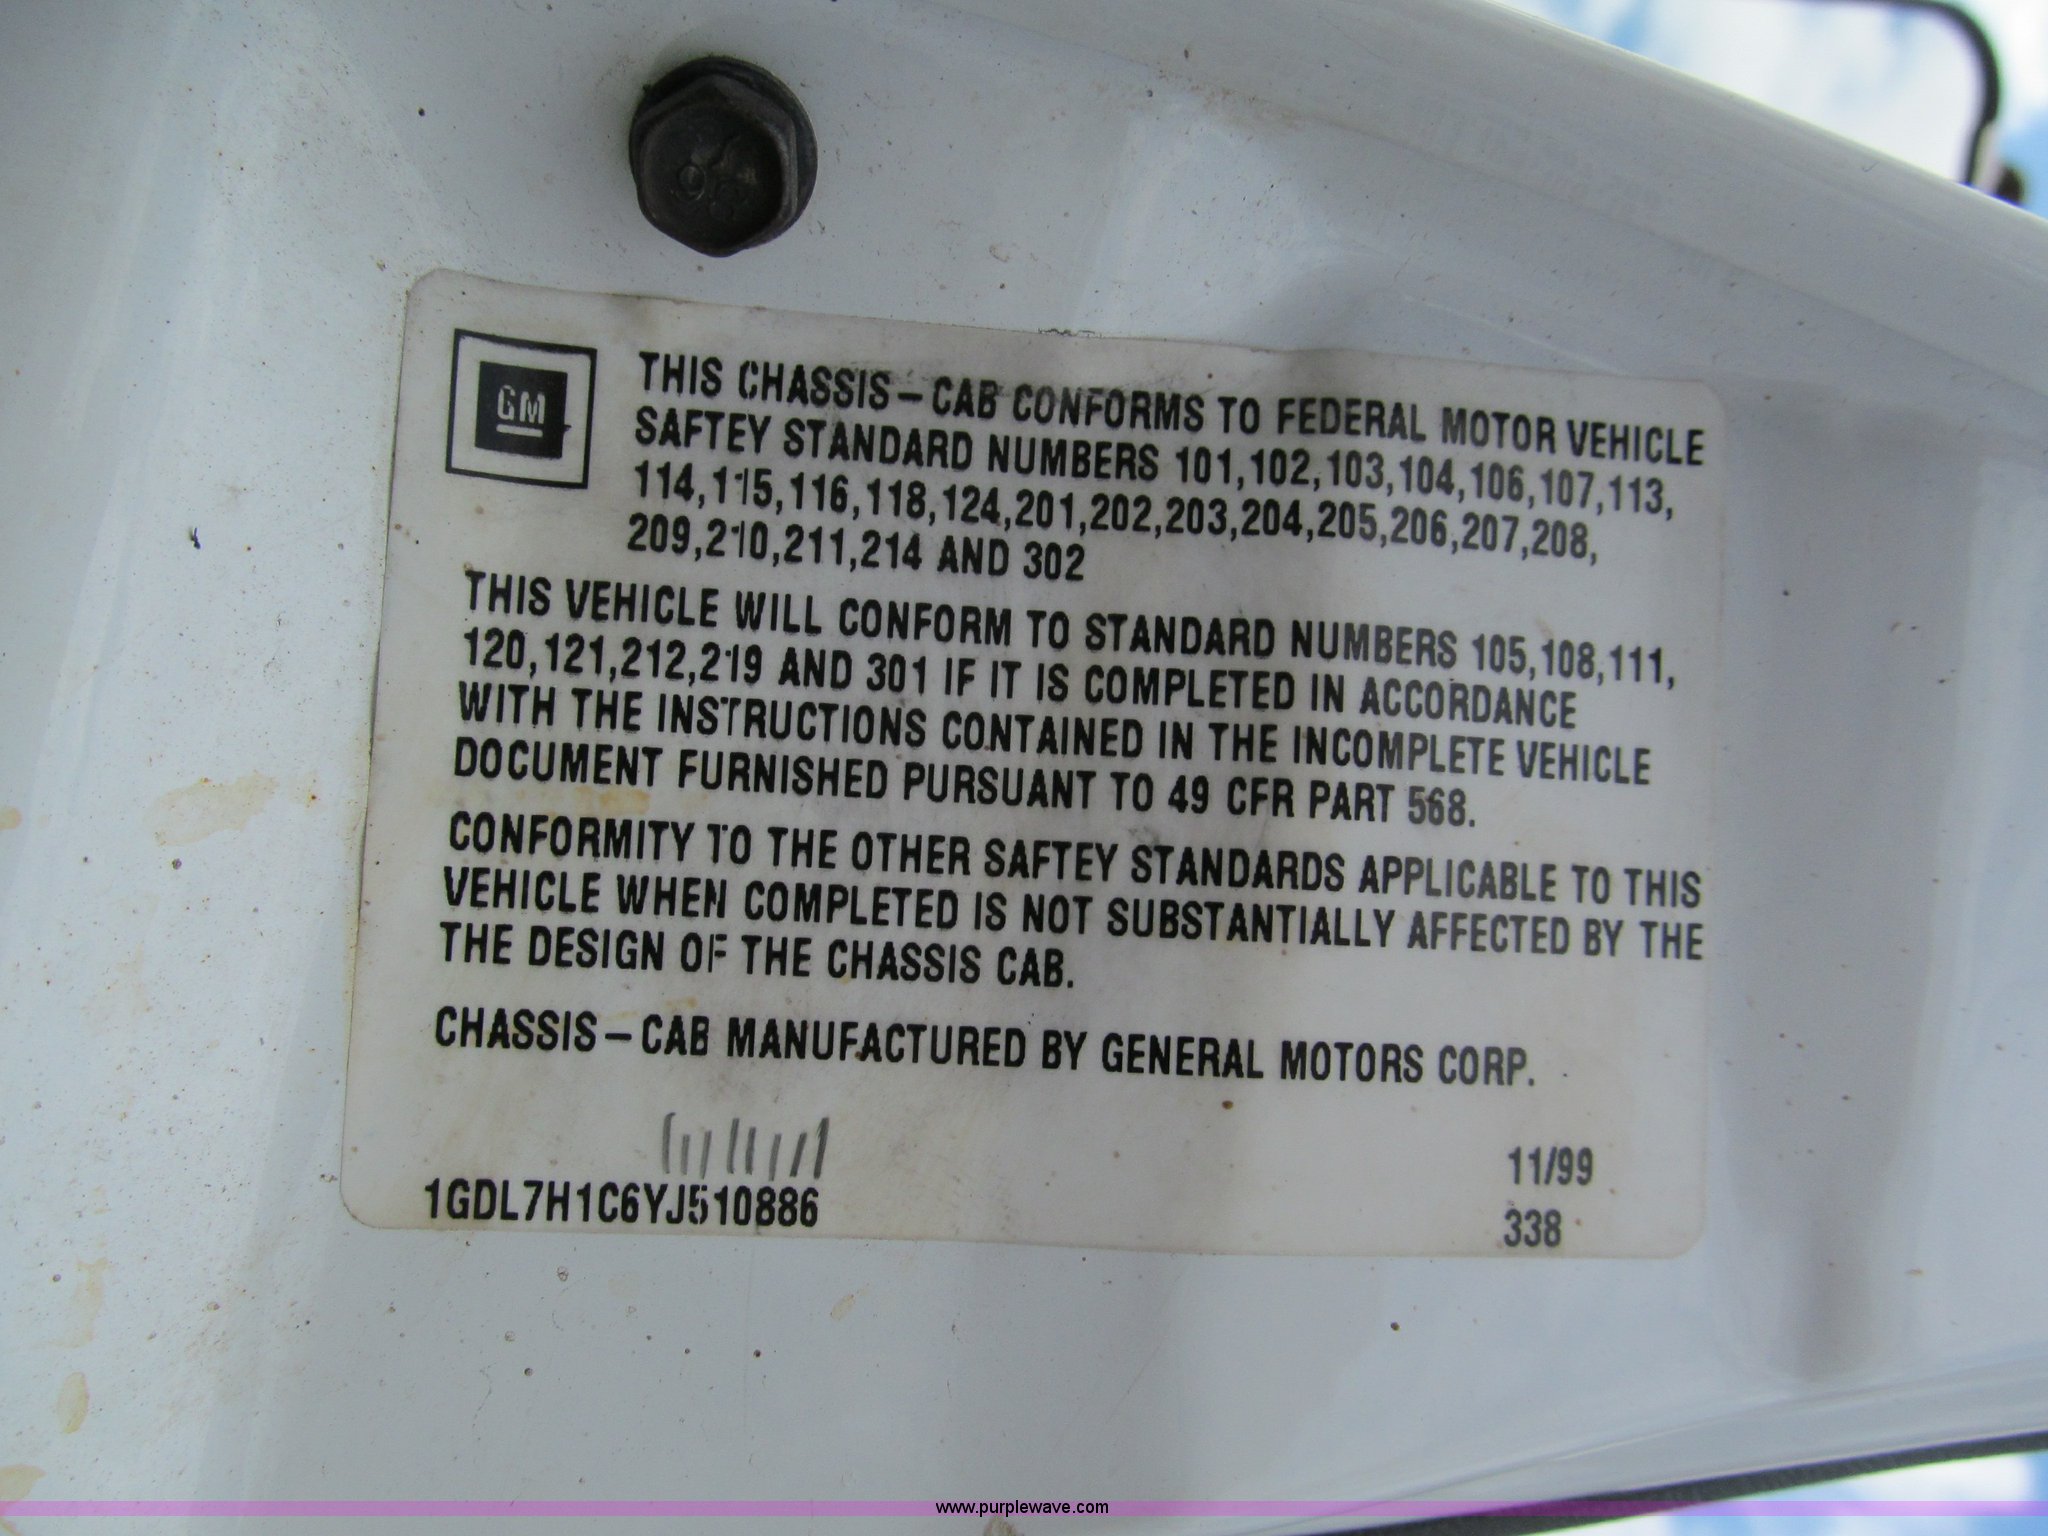 GM
THIS CHASSIS-CAB CONFORMS TO FEDERAL MOTOR VEHICLE
SAFTEY STANDARD NUMBERS 101,102,103,104,106,107,113,
114,115,116,118,124,201,202,203,204,205,206,207,208,
209,210,211,214 AND 302
THIS VEHICLE WILL CONFORM TO STANDARD NUMBERS 105,108,111,
120,121,212,219 AND 301 IF IT IS COMPLETED IN ACCORDANCE
WITH THE INSTRUCTIONS CONTAINED IN THE INCOMPLETE VEHICLE
DOCUMENT FURNISHED PURSUANT TO 49 CFR PART 568.
CONFORMITY TO THE OTHER SAFTEY STANDARDS APPLICABLE TO THIS
VEHICLE WHEN COMPLETED IS NOT SUBSTANTIALLY AFFECTED BY THE
THE DESIGN OF THE CHASSIS CAB.
CHASSIS-CAB MANUFACTURED BY GENERAL MOTORS CORP.
11/99
1GDL7H1C6YJ510886
338
www.purplewave.com